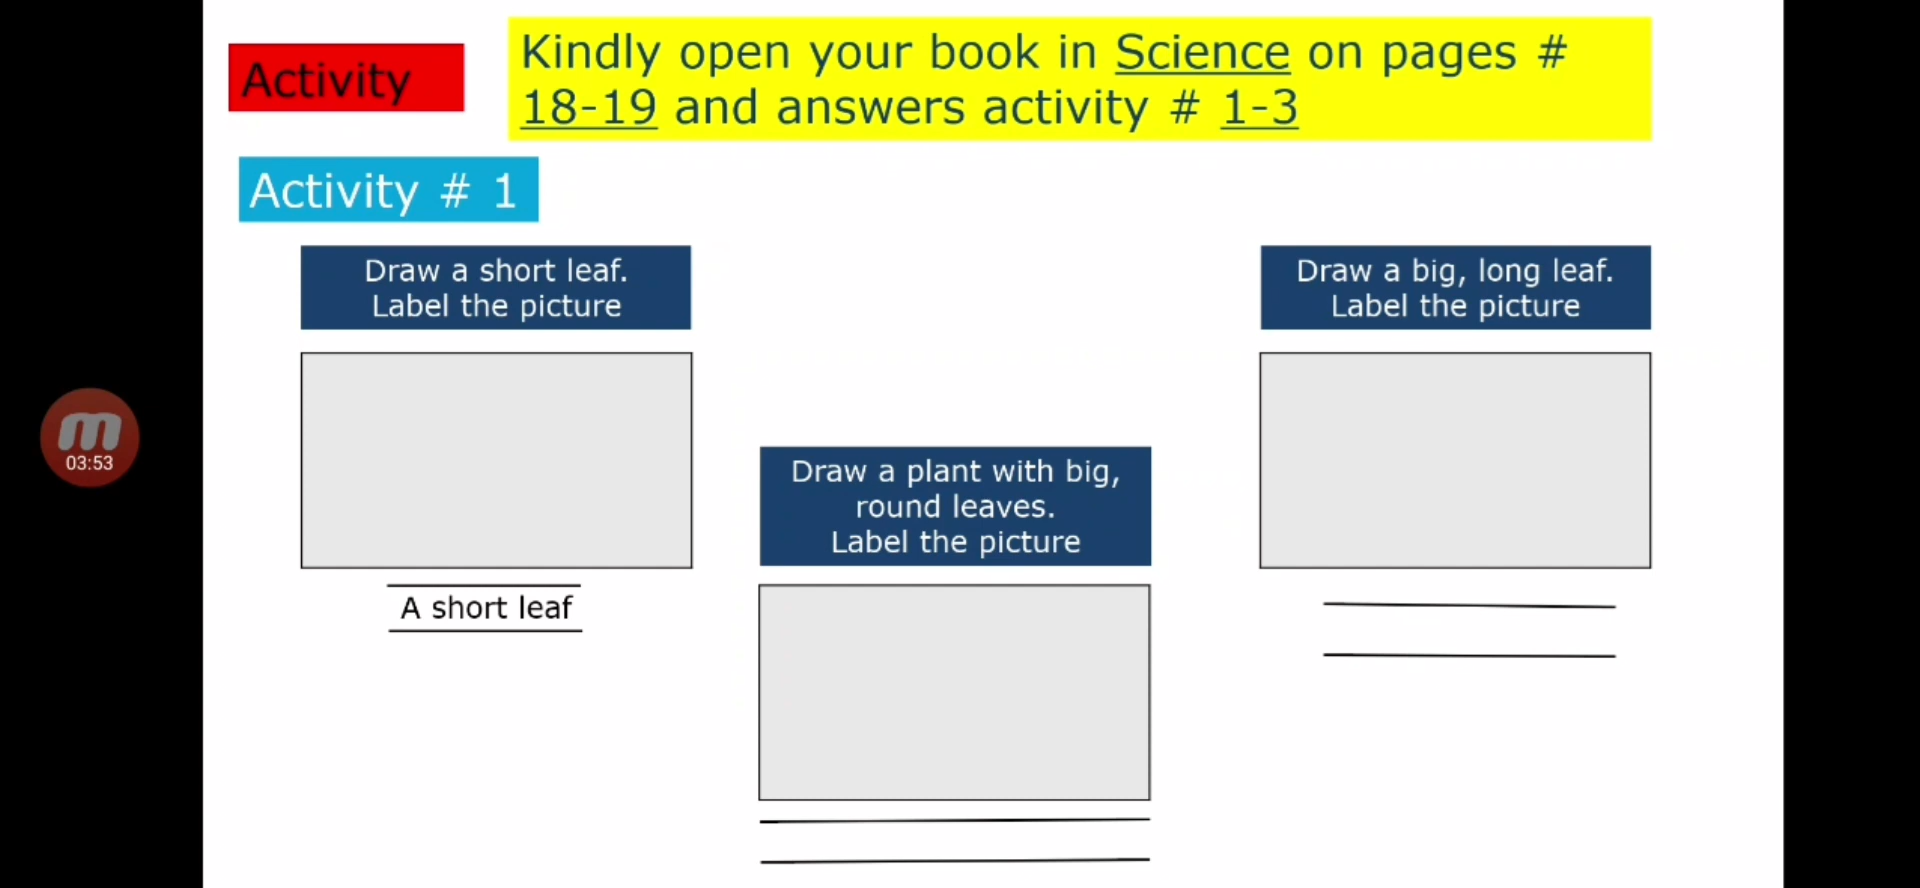 Activity
Kindly open your book in Science on pages #
18-19 and answers activity # 1-3
Activity # 1
Draw a short leaf.
Label the picture
A short leaf
Draw a plant with big,
round leaves.
Label the picture
Draw a big, long leaf.
Label the picture
m
03:53